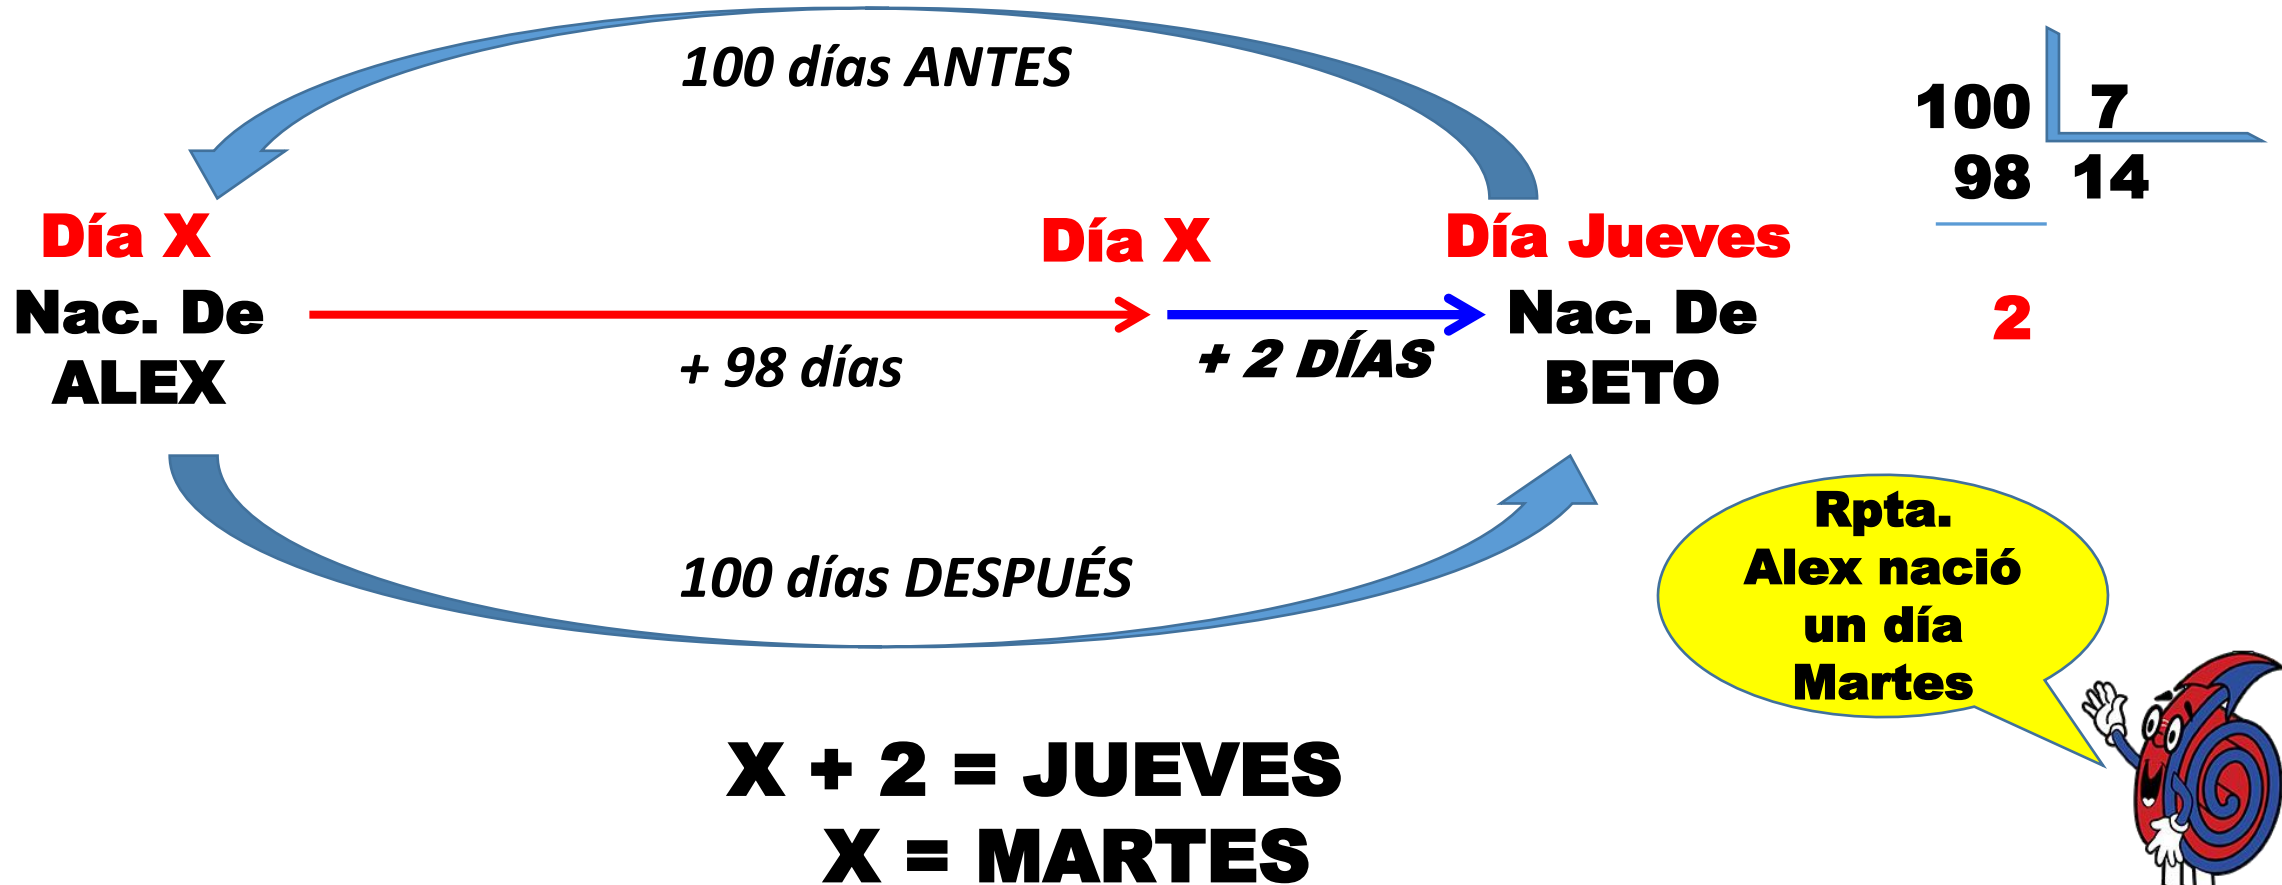 100 días ANTES
100 7
98 14
2
Día X
Día X
Día Jueves
Nac. De
ALEX
+ 98 días
+ 2 DÍAS
Nac. De
BETO
100 días DESPUÉS
Rpta.
Alex nació
un día
Martes
X + 2 = JUEVES
X = MARTES